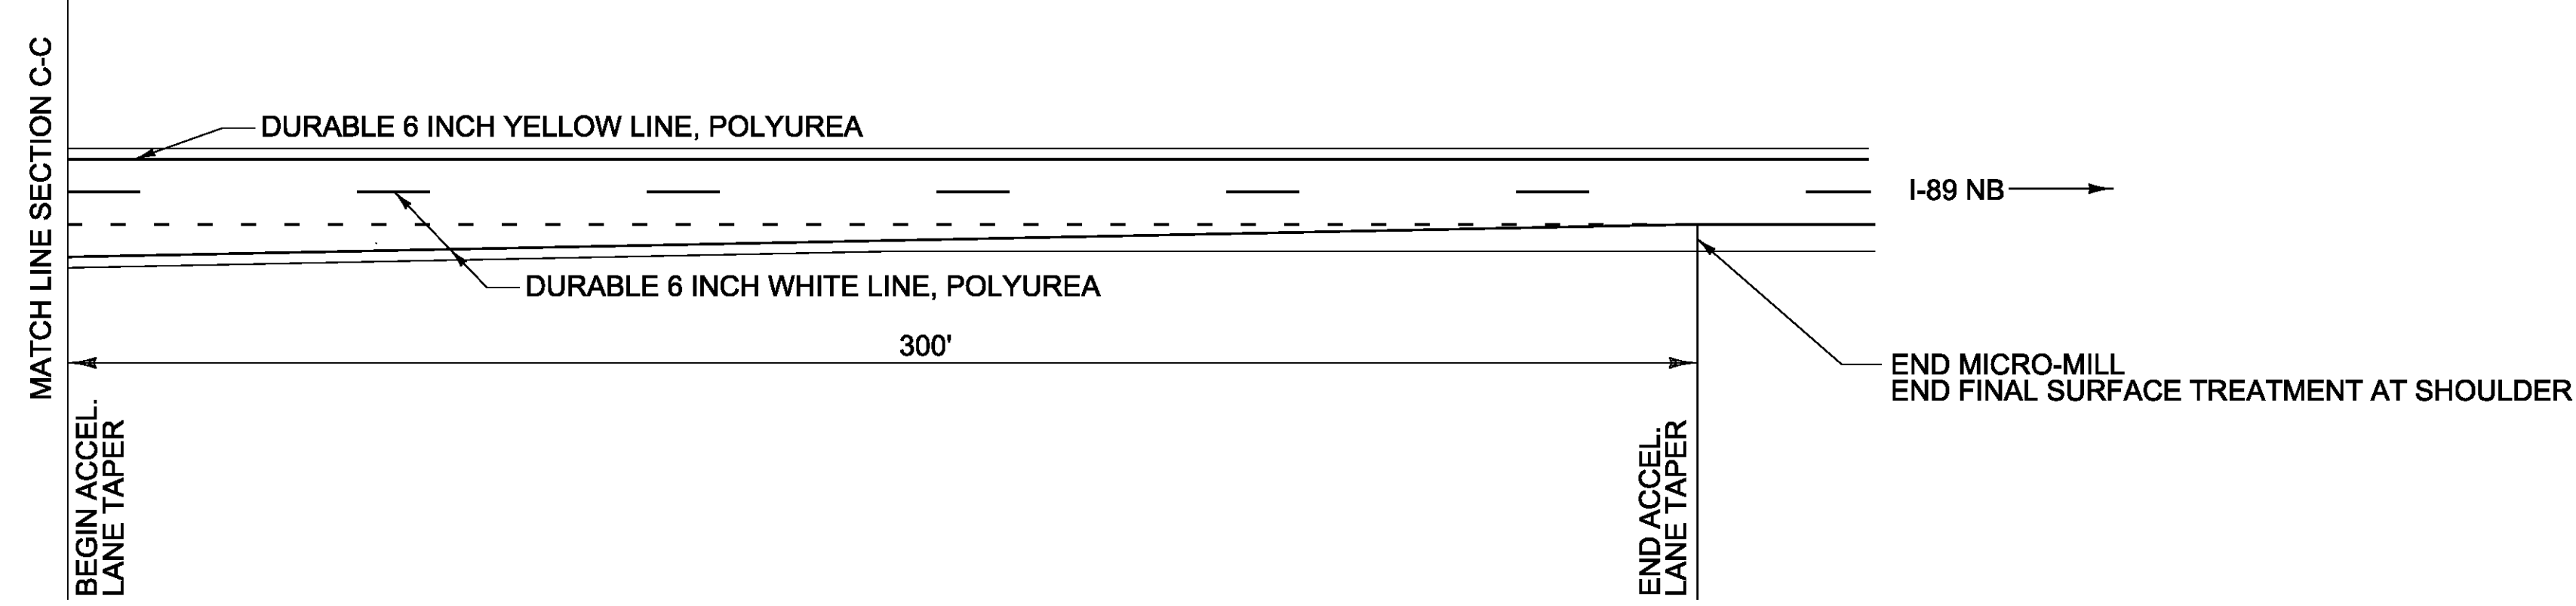 MATCH LINE SECTION C-C
DURABLE 6 INCH YELLOW LINE, POLYUREA
I-89 NB
DURABLE 6 INCH WHITE LINE, POLYUREA
300'
END MICRO-MILL
END FINAL SURFACE TREATMENT AT SHOULDER
BEGIN ACCEL.
LANE TAPER
END ACCEL.
LANE TAPER